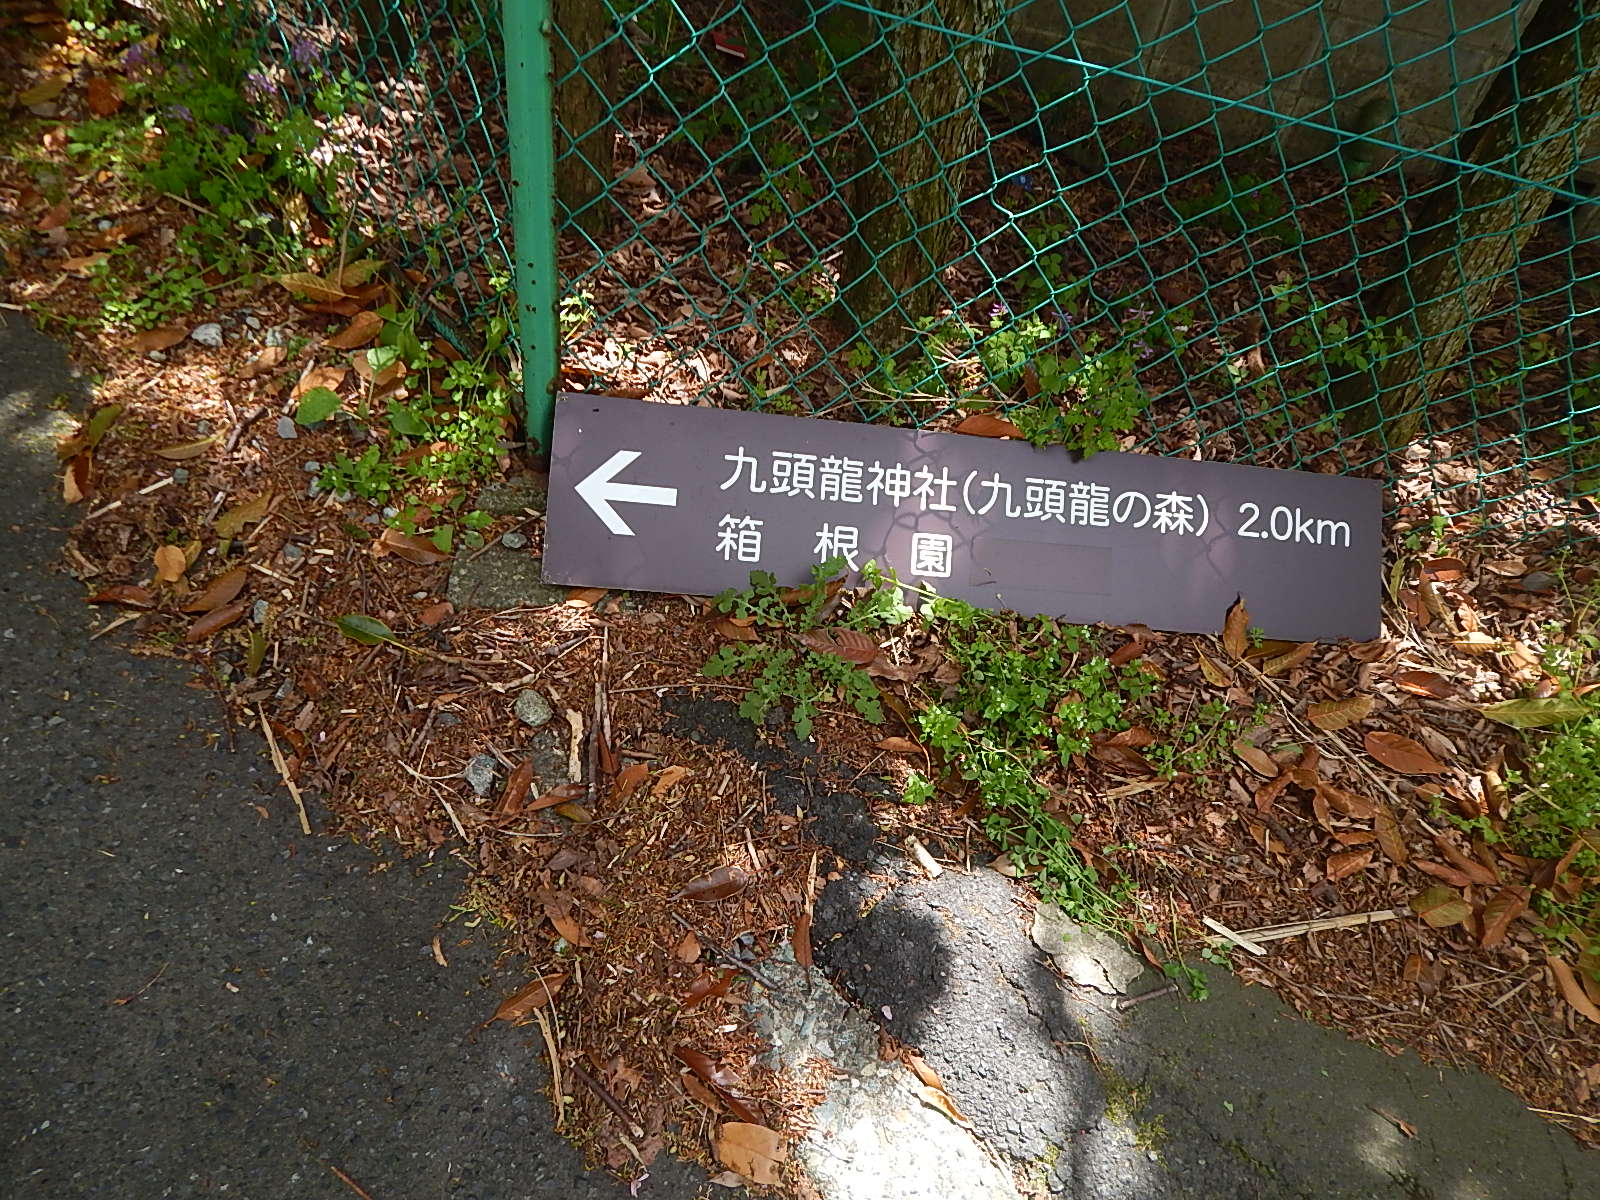 ← 九頭龍神社(九頭龍の森) 2.0km
箱 根 園